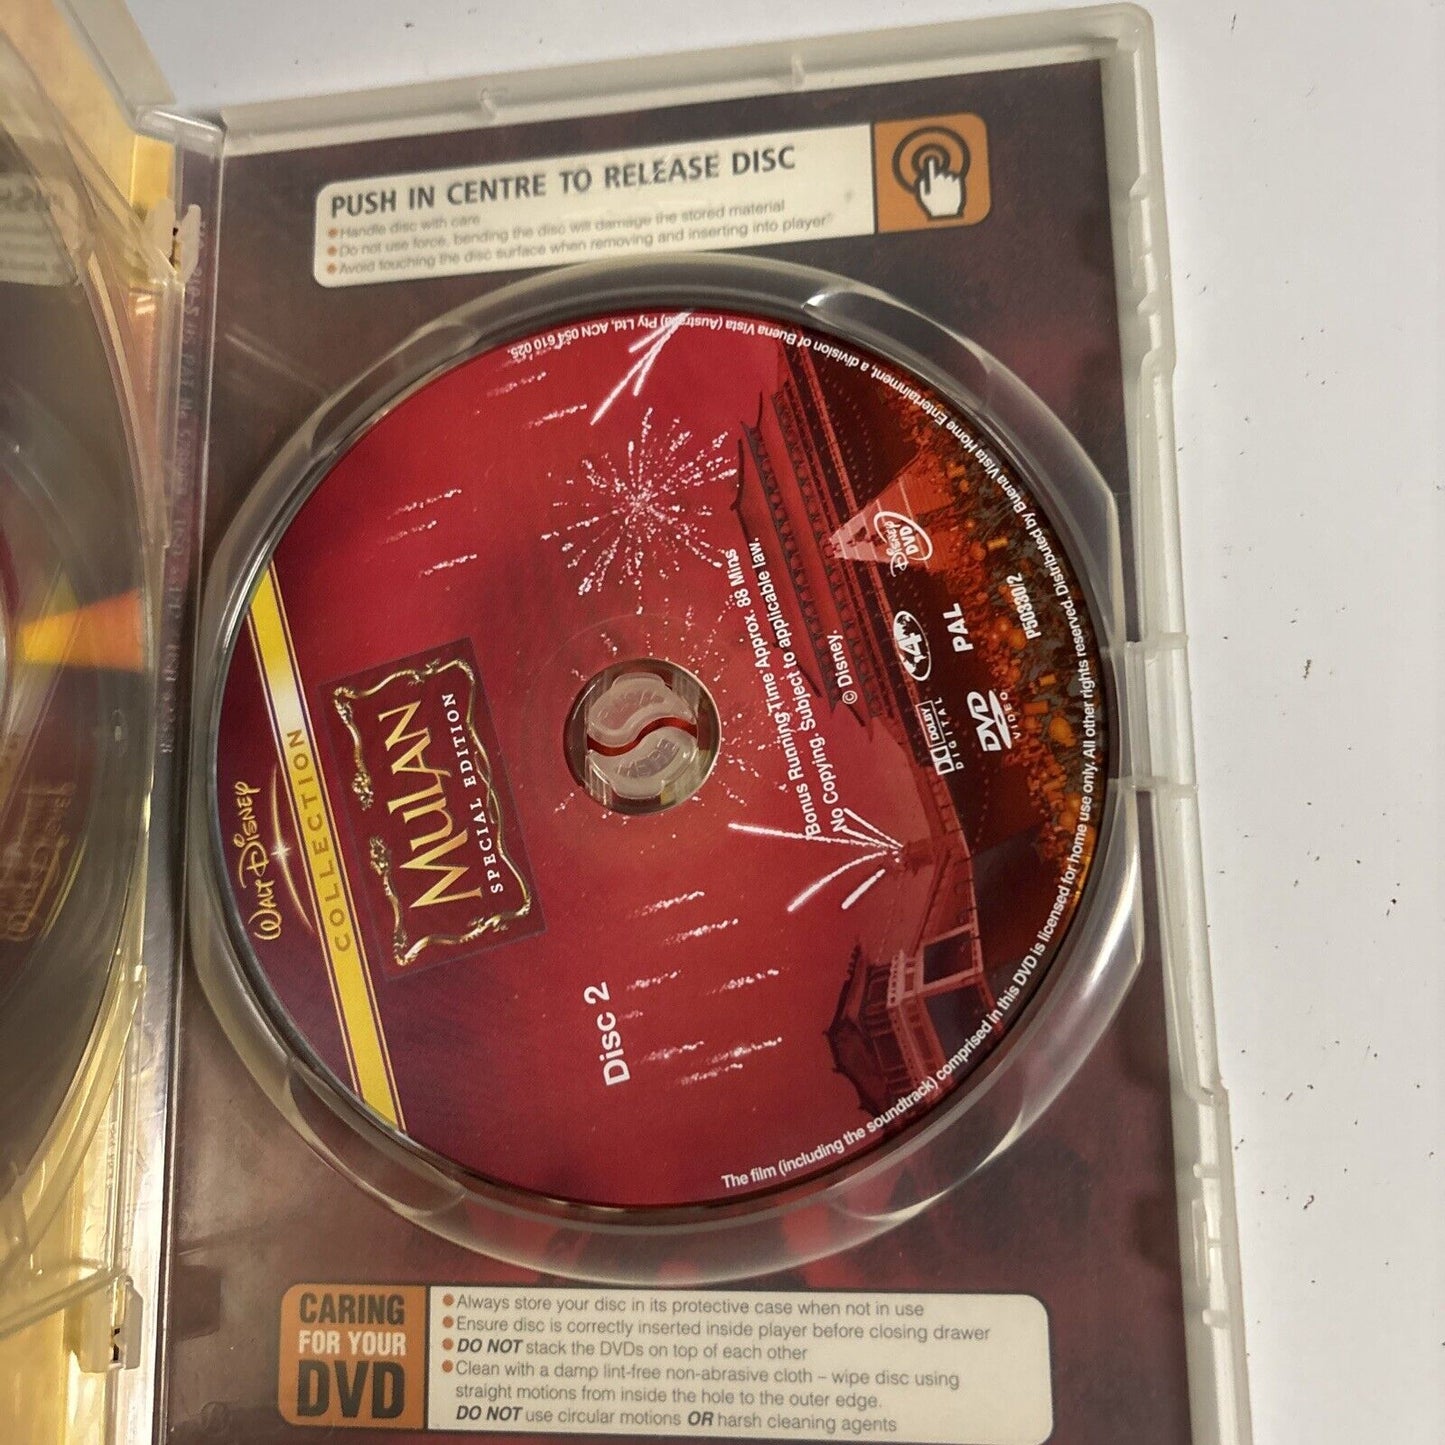 PUSH IN CENTRE TO RELEASE DISC
Handle disc with care
Do not use force, bending the disc will damage the stored material
Avoid touching the disc surface when removing and inserting into player
WALT DISNEY
COLLECTION
MULAN
SPECIAL EDITION
Disc 2
Bonus Running Time Approx. 88 Mins
No Copying. Subject to applicable law.
© Disney.
DOLBY
DIGITAL
4
DISNEY
DVD
DVD
VIDEO
PAL
P50380/2
The film (including the soundtrack) comprised in this DVD is licensed for home use only. All other rights reserved. Distributed by Buena Vista Home Entertainment, a division of Buena Vista (Australia) Pty Ltd, ACN 054 610 025.
CARING
FOR YOUR
DVD
Always store your disc in its protective case when not in use
Ensure disc is correctly inserted inside player before closing drawer
DO NOT stack the DVDs on top of each other
Clean with a damp lint-free non-abrasive cloth – wipe disc using
straight motions from inside the hole to the outer edge.
DO NOT use circular motions OR harsh cleaning agents